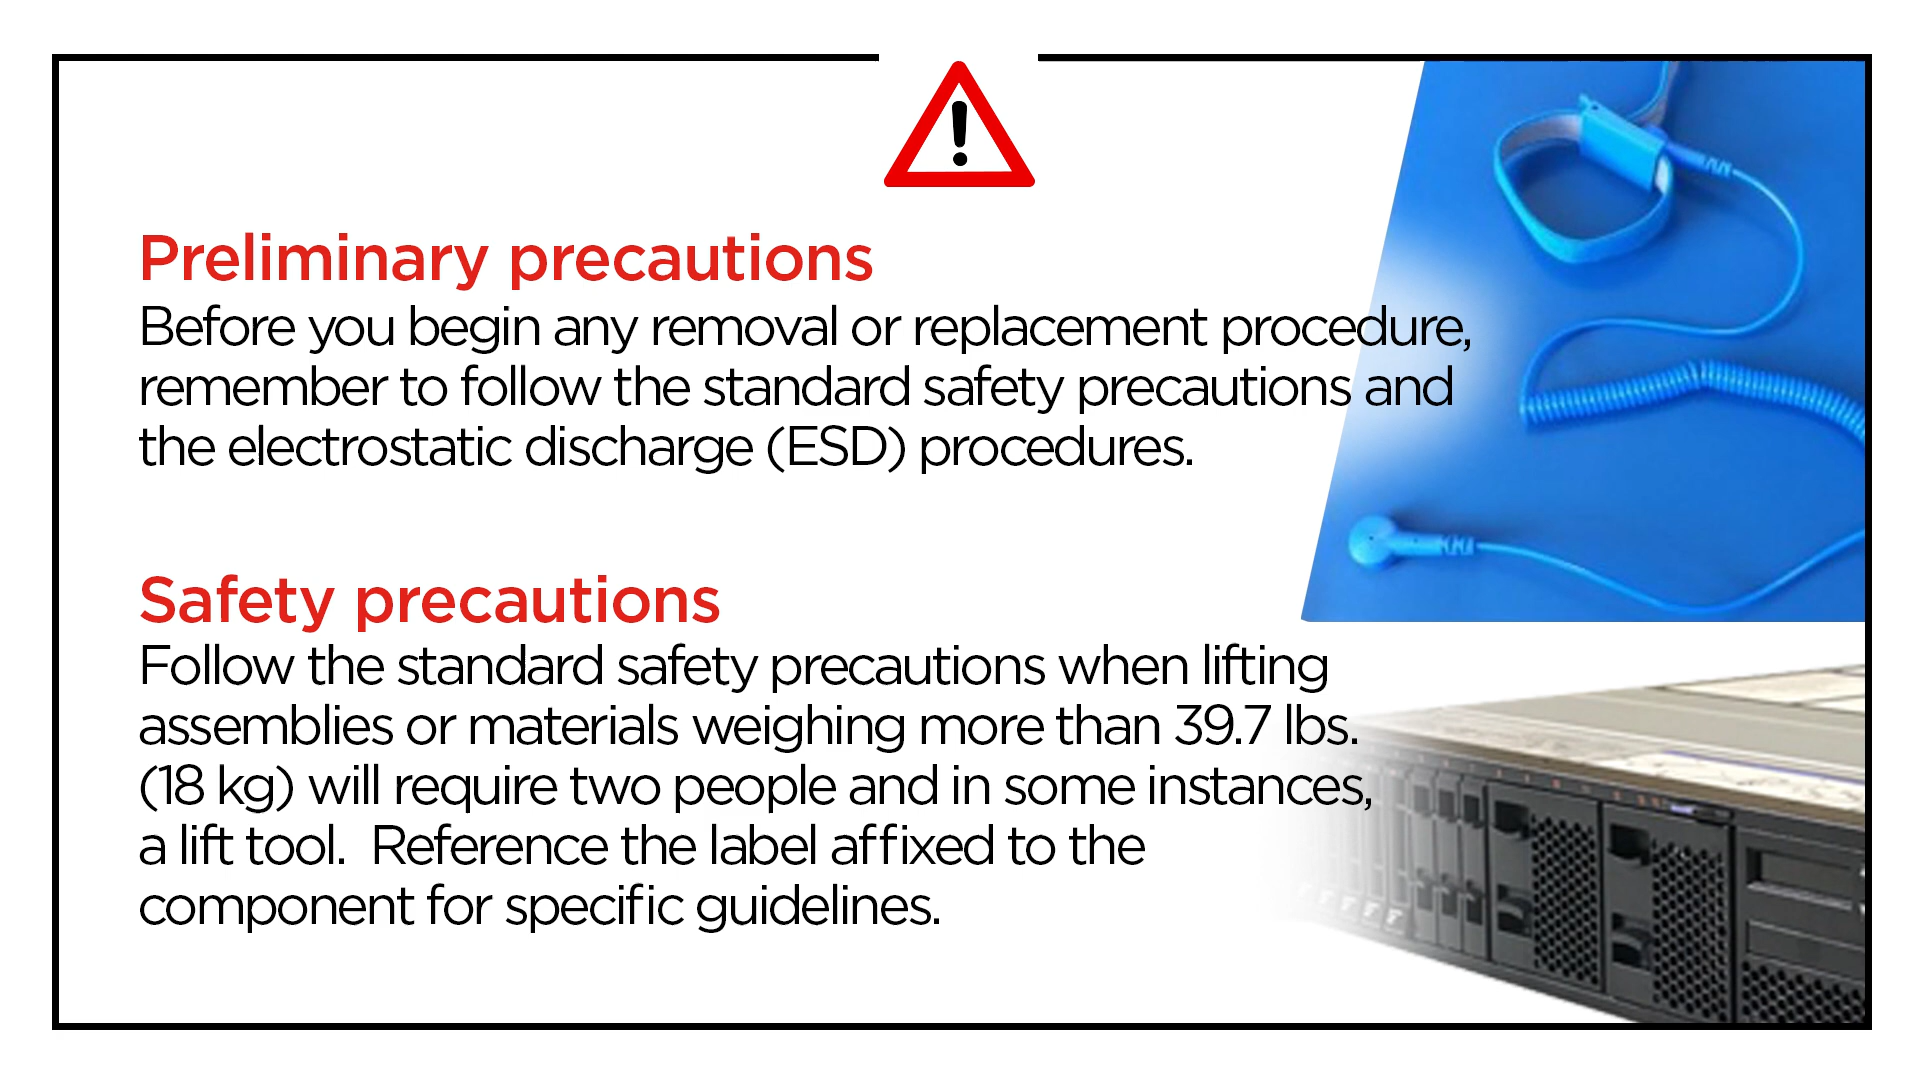 Preliminary precautions
Before you begin any removal or replacement procedure,
remember to follow the standard safety precautions and
the electrostatic discharge (ESD) procedures.
Safety precautions
Follow the standard safety precautions when lifting
assemblies or materials weighing more than 39.7 lbs.
(18 kg) will require two people and in some instances,
a lift tool.  Reference the label affixed to the
component for specific guidelines.